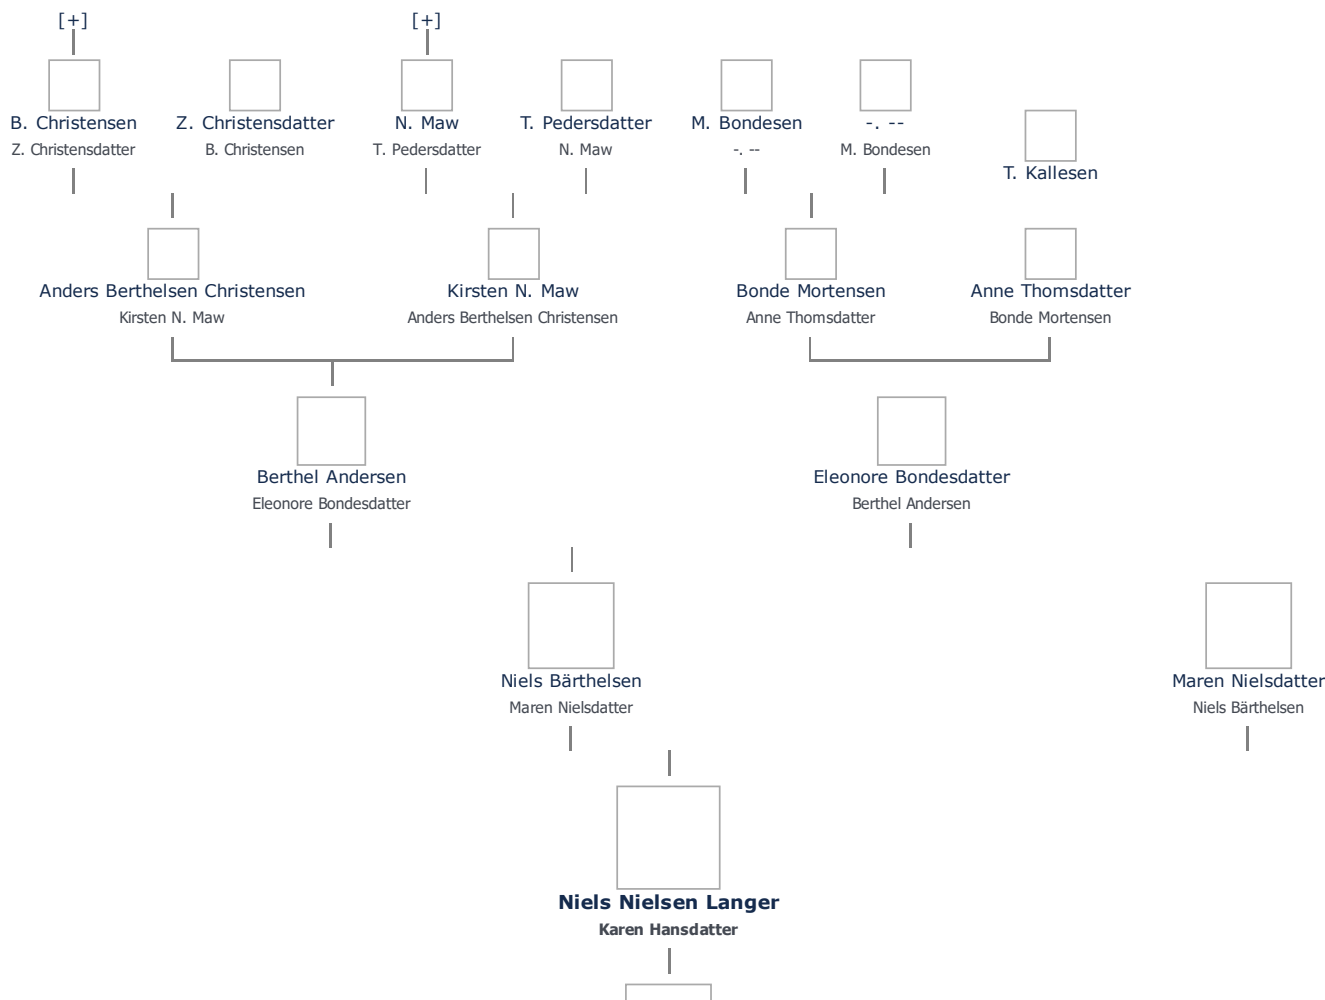 [+] [+]
B. Christensen Z. Christensdatter N. Maw T. Pedersdatter M. Bondesen -. --
Z. Christensdatter B. Christensen T. Pedersdatter N. Maw -. -- M. Bondesen
T. Kallesen
Anders Berthelsen Christensen Kirsten N. Maw Bonde Mortensen Anne Thomsdatter
Kirsten N. Maw Anders Berthelsen Christensen Anne Thomsdatter Bonde Mortensen
Berthel Andersen Eleonore Bondesdatter
Eleonore Bondesdatter Berthel Andersen
Niels Bärthelsen Maren Nielsdatter
Maren Nielsdatter Niels Bärthelsen
Niels Nielsen Langer
Karen Hansdatter